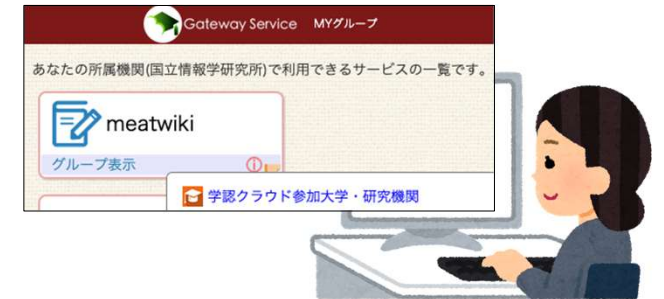 Gateway Service MYグループ
あなたの所属機関(国立情報学研究所)で利用できるサービスの一覧です。
meatwiki
グループ表示
学認クラウド参加大学・研究機関